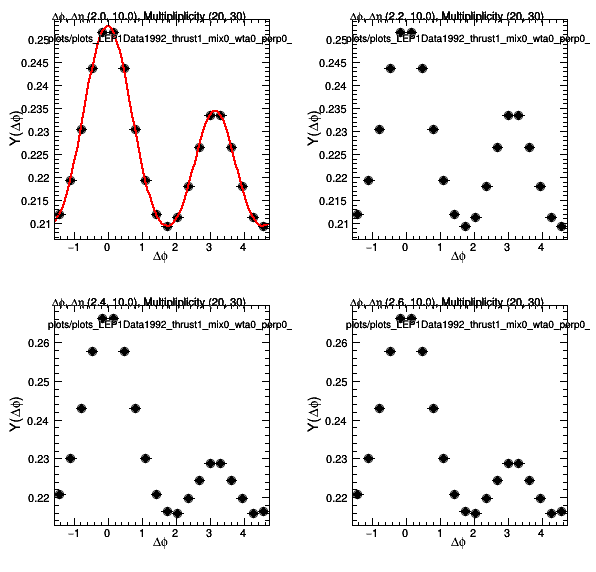 Δϕ, Δη (2.0, 10.0), Multipliplicity (20, 30)
plots/plots_LEP1Data1992_thrust1_mix0_wta0_perp0_
Y(Δϕ)
0.25
0.245
0.24
0.235
0.23
0.225
0.22
0.215
0.21
−1 0 1 2 3 4
Δϕ
Δϕ, Δη (2.2, 10.0), Multipliplicity (20, 30)
plots/plots_LEP1Data1992_thrust1_mix0_wta0_perp0_
Y(Δϕ)
0.25
0.245
0.24
0.235
0.23
0.225
0.22
0.215
0.21
−1 0 1 2 3 4
Δϕ
Δϕ, Δη (2.4, 10.0), Multipliplicity (20, 30)
plots/plots_LEP1Data1992_thrust1_mix0_wta0_perp0_
Y(Δϕ)
0.26
0.25
0.24
0.23
0.22
−1 0 1 2 3 4
Δϕ
Δϕ, Δη (2.6, 10.0), Multipliplicity (20, 30)
plots/plots_LEP1Data1992_thrust1_mix0_wta0_perp0_
Y(Δϕ)
0.26
0.25
0.24
0.23
0.22
−1 0 1 2 3 4
Δϕ